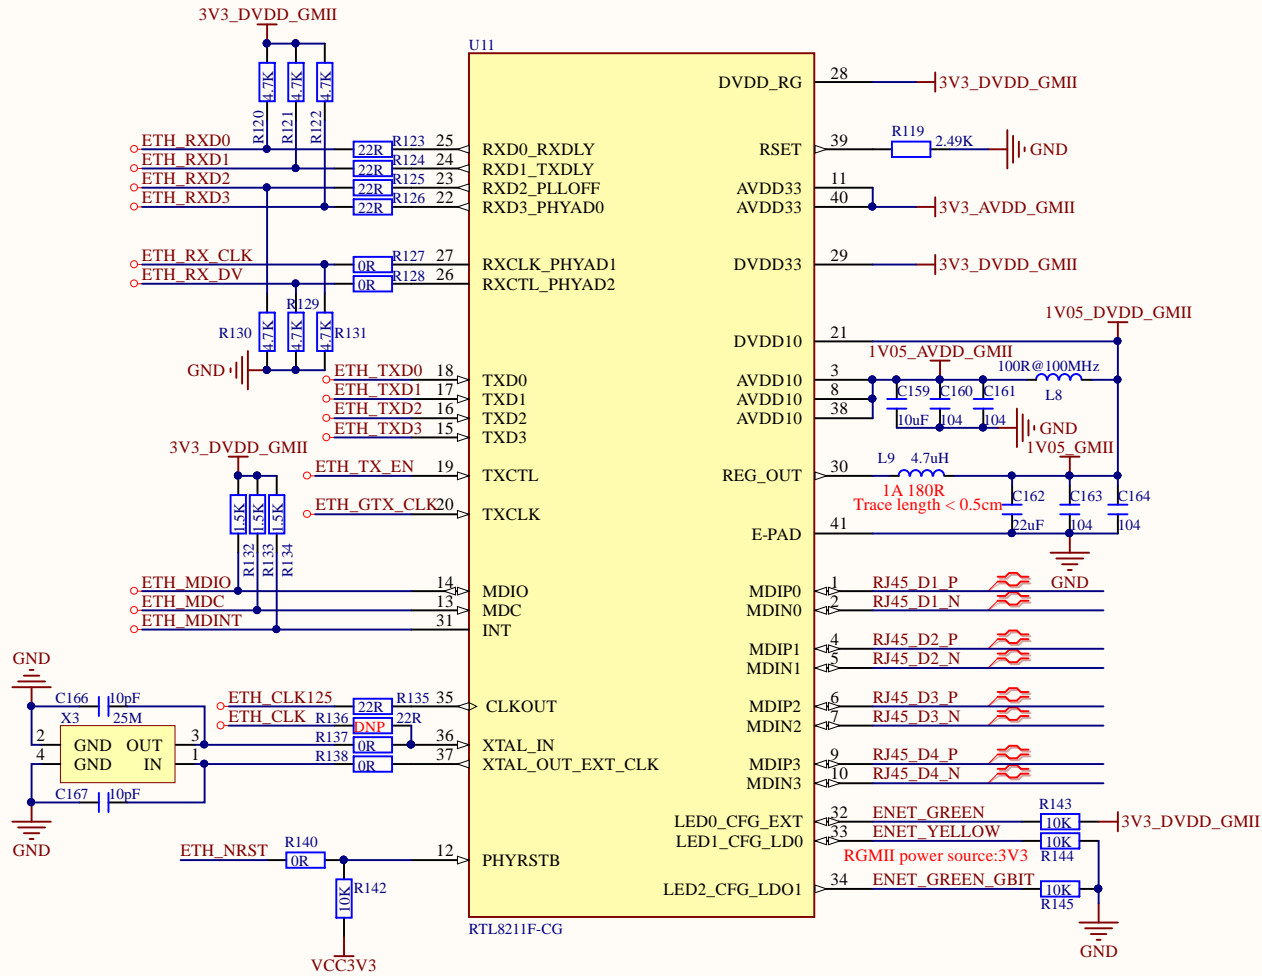 3V3_DVDD_GMII
U11
4.7K 4.7K 4.7K
R120 R121 R122
DVDD_RG 28 3V3_DVDD_GMII
ETH_RXD0 22R R123 25 RXD0_RXDLY
RSET 39 R119 2.49K GND
ETH_RXD1 22R R124 24 RXD1_TXDLY
ETH_RXD2 22R R125 23 RXD2_PLLOFF
AVDD33 11
ETH_RXD3 22R R126 22 RXD3_PHYAD0
AVDD33 40 3V3_AVDD_GMII
ETH_RX_CLK 0R R127 27 RXCLK_PHYAD1
DVDD33 29 3V3_DVDD_GMII
ETH_RX_DV 0R R128 26 RXCTL_PHYAD2
R130 4.7K R129 4.7K 4.7K R131
GND
1V05_DVDD_GMII
DVDD10 21
1V05_AVDD_GMII
100R@100MHz
L8
ETH_TXD0 18 TXD0
AVDD10 3
ETH_TXD1 17 TXD1
AVDD10 8
C159 C160 C161
ETH_TXD2 16 TXD2
AVDD10 38
10uF 104 104 GND
ETH_TXD3 15 TXD3
3V3_DVDD_GMII
1V05_GMII
ETH_TX_EN 19 TXCTL
REG_OUT 30 L9 4.7uH
1A 180R
Trace length < 0.5cm
1.5K 1.5K 1.5K
R132 R133 R134
C162 C163 C164
22uF 104 104
ETH_GTX_CLK 20 TXCLK
E-PAD 41
GND
ETH_MDIO 14 MDIO
MDIP0 1 RJ45_D1_P
ETH_MDC 13 MDC
MDIN0 2 RJ45_D1_N
ETH_MDINT 31 INT
MDIP1 4 RJ45_D2_P
MDIN1 5 RJ45_D2_N
GND
C166 10pF
ETH_CLK125 22R R135 35 CLKOUT
MDIP2 6 RJ45_D3_P
X3 25M
ETH_CLK R136 DNP 22R
MDIN2 7 RJ45_D3_N
2 GND OUT 3
R137 0R 36 XTAL_IN
4 GND IN 1
R138 0R 37 XTAL_OUT_EXT_CLK
MDIP3 9 RJ45_D4_P
MDIN3 10 RJ45_D4_N
C167 10pF
GND
LED0_CFG_EXT 32 ENET_GREEN R143 10K 3V3_DVDD_GMII
LED1_CFG_LD0 33 ENET_YELLOW 10K R144
RGMII power source:3V3
ETH_NRST R140 0R 12 PHYRSTB
10K R142
VCC3V3
LED2_CFG_LDO1 34 ENET_GREEN_GBIT 10K R145
GND
RTL8211F-CG